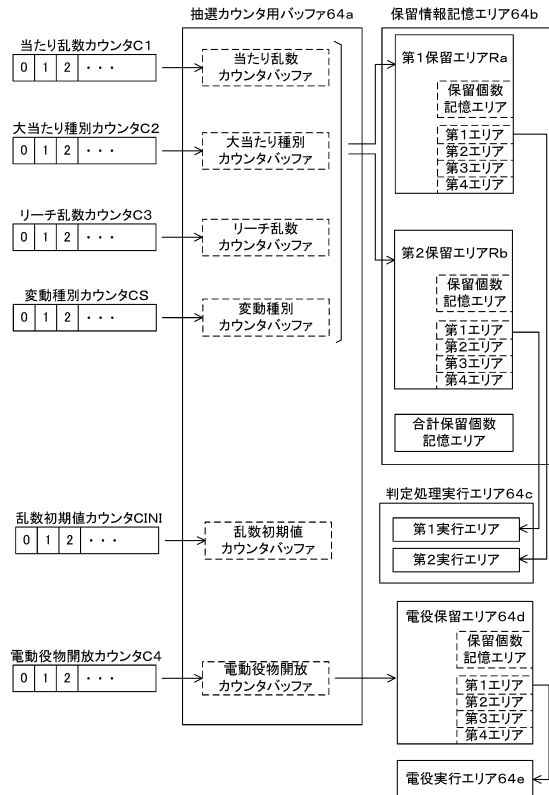 抽選カウンタ用バッファ64a
保留情報記憶エリア64b
当たり乱数カウンタC1
0 1 2 ・・・
当たり乱数
カウンタバッファ
大当たり種別カウンタC2
0 1 2 ・・・
大当たり種別
カウンタバッファ
リーチ乱数カウンタC3
0 1 2 ・・・
リーチ乱数
カウンタバッファ
変動種別カウンタCS
0 1 2 ・・・
変動種別
カウンタバッファ
第1保留エリアRa
保留個数
記憶エリア
第1エリア
第2エリア
第3エリア
第4エリア
第2保留エリアRb
保留個数
記憶エリア
第1エリア
第2エリア
第3エリア
第4エリア
合計保留個数
記憶エリア
判定処理実行エリア64c
第1実行エリア
第2実行エリア
乱数初期値カウンタCINI
0 1 2 ・・・
乱数初期値
カウンタバッファ
電動役物開放カウンタC4
0 1 2 ・・・
電動役物開放
カウンタバッファ
電役保留エリア64d
保留個数
記憶エリア
第1エリア
第2エリア
第3エリア
第4エリア
電役実行エリア64e